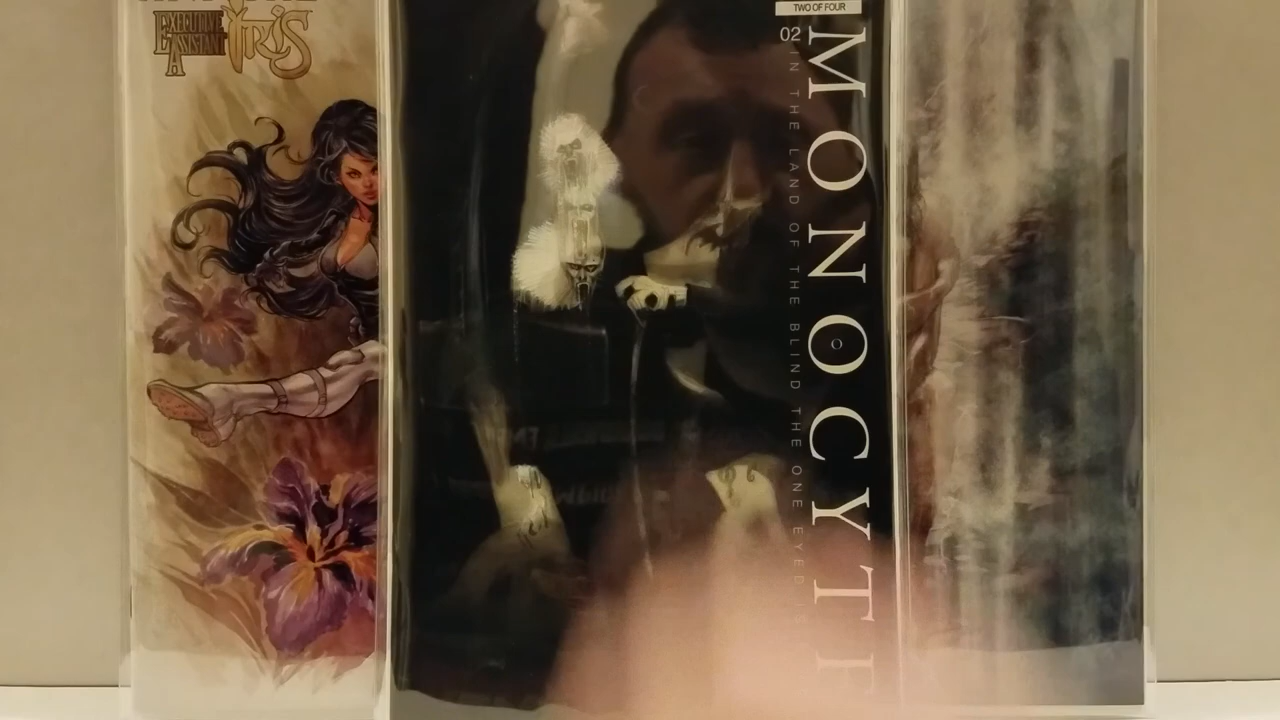 EXECUTIVE
ASSISTANT
IRIS
TWO OF FOUR
02
MONOCYT
IN THE LAND OF THE BLIND THE ONE EYED